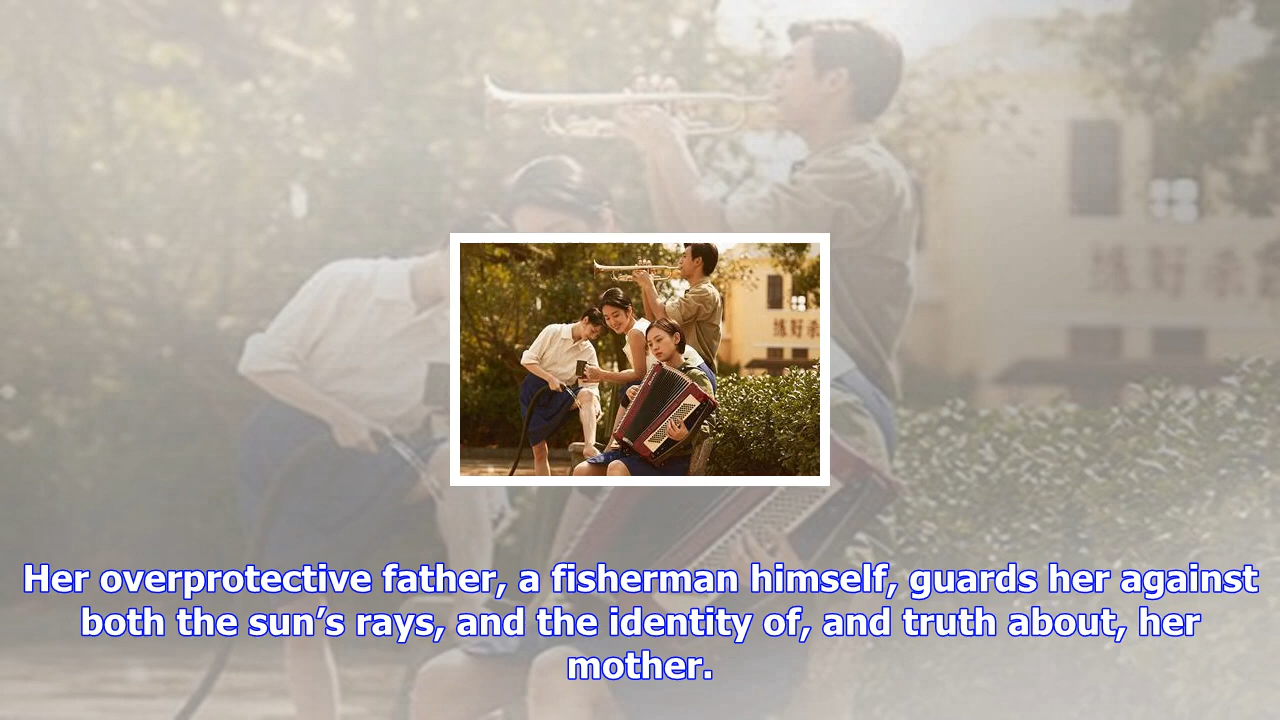 Her overprotective father, a fisherman himself, guards her against
both the sun’s rays, and the identity of, and truth about, her
mother.